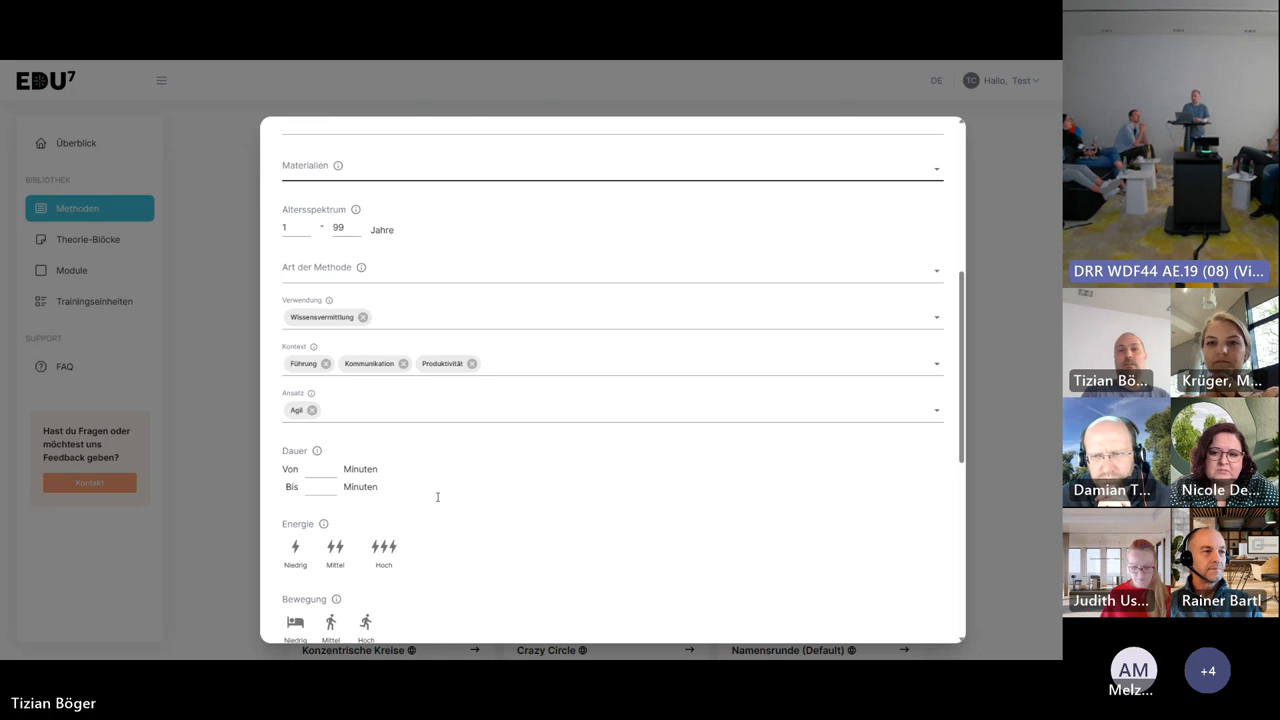 EDU⁷
DE
TC
Hallo, Test
Überblick
BIBLIOTHEK
Methoden
Theorie-Blöcke
Module
Trainingseinheiten
SUPPORT
FAQ
Hast du Fragen oder
möchtest uns
Feedback geben?
Kontakt
Materialien
Altersspektrum
1 - 99 Jahre
Art der Methode
Verwendung
Wissensvermittlung
Kontext
Führung Kommunikation Produktivität
Ansatz
Agil
Dauer
Von Minuten
Bis Minuten
Energie
Niedrig Mittel Hoch
Bewegung
Niedrig Mittel Hoch
Konzentrische Kreise Crazy Circle Namensrunde (Default)
DRR WDF44 AE.19 (08) (Vi...
Tizian Bö... Krüger, M...
Damian T... Nicole De...
Judith Us... Rainer Bartl
AM +4
Melz...
Tizian Böger